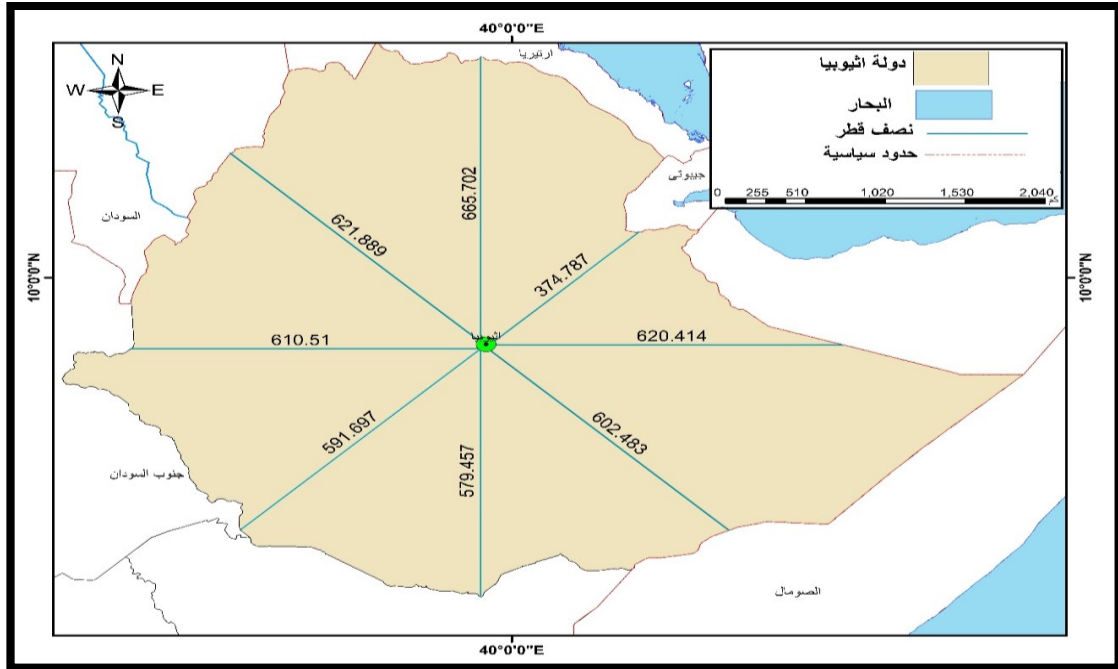 40°0'0"E
ارتيريا
N
W E
S
دولة اثيوبيا
البحار
نصف قطر
حدود سياسية
0 255 510 1,020 1,530 2,040
كم
جيبوتي
السودان
665.702
621.889
374.787
10°0'0"N
10°0'0"N
اثيوبيا
610.51
620.414
591.697
579.457
602.483
جنوب السودان
الصومال
40°0'0"E